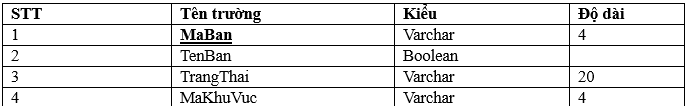 STT Tên trường Kiểu Độ dài
1 MaBan Varchar 4
2 TenBan Boolean
3 TrangThai Varchar 20
4 MaKhuVuc Varchar 4